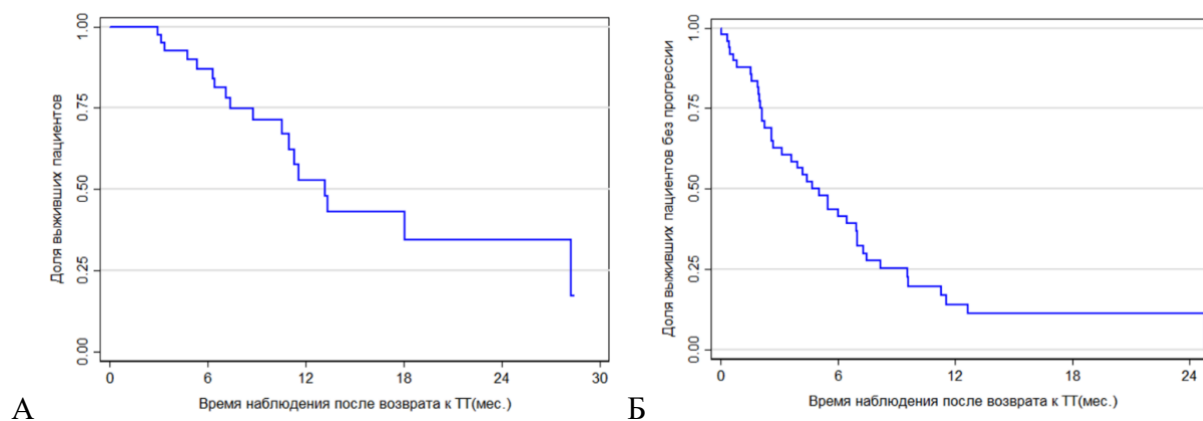 Доля выживших пациентов
1.00
0.75
0.50
0.25
0.00
0 6 12 18 24 30
Время наблюдения после возврата к ТТ(мес.)
А
Доля выживших пациентов без прогрессии
1.00
0.75
0.50
0.25
0.00
0 6 12 18 24
Время наблюдения после возврата к ТТ(мес.)
Б